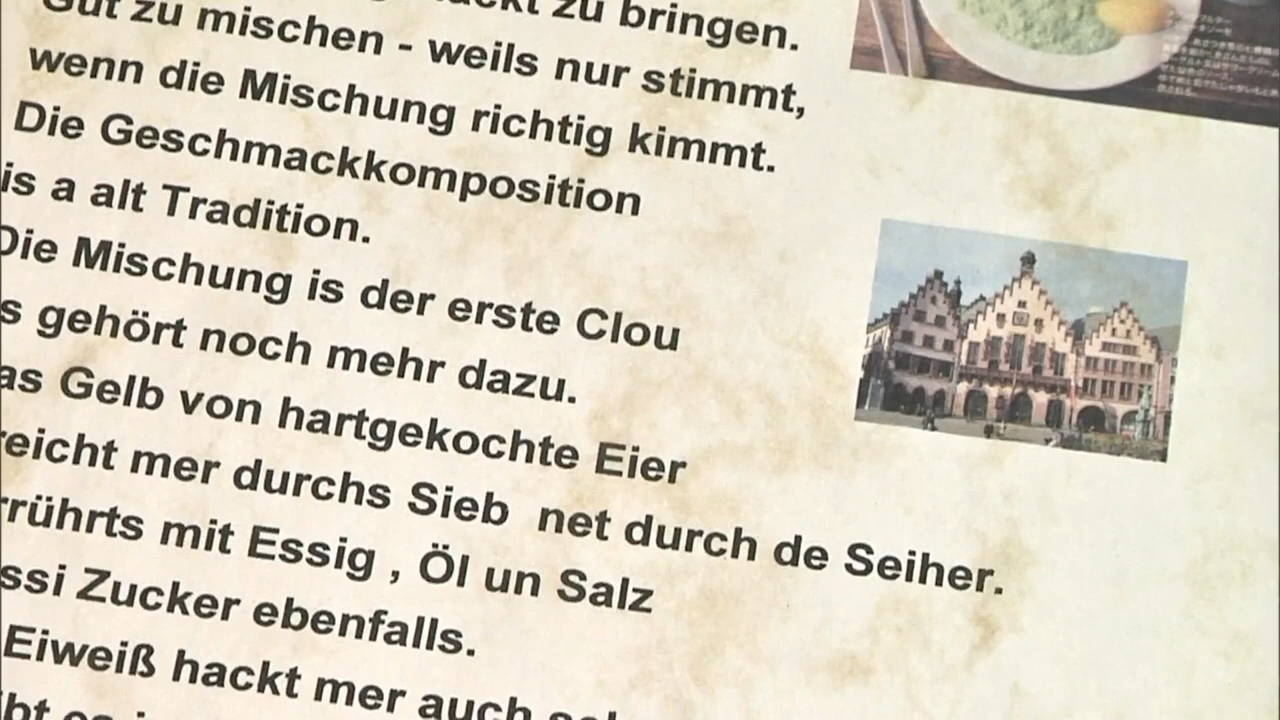 zu bringen.
Gut zu mischen - weils nur stimmt,
wenn die Mischung richtig kimmt.
Die Geschmackkomposition
is a alt Tradition.
Die Mischung is der erste Clou
s gehört noch mehr dazu.
as Gelb von hartgekochte Eier
reicht mer durchs Sieb net durch de Seiher.
rrührts mit Essig , Öl un Salz
ssi Zucker ebenfalls.
Eiweiß hackt mer auch